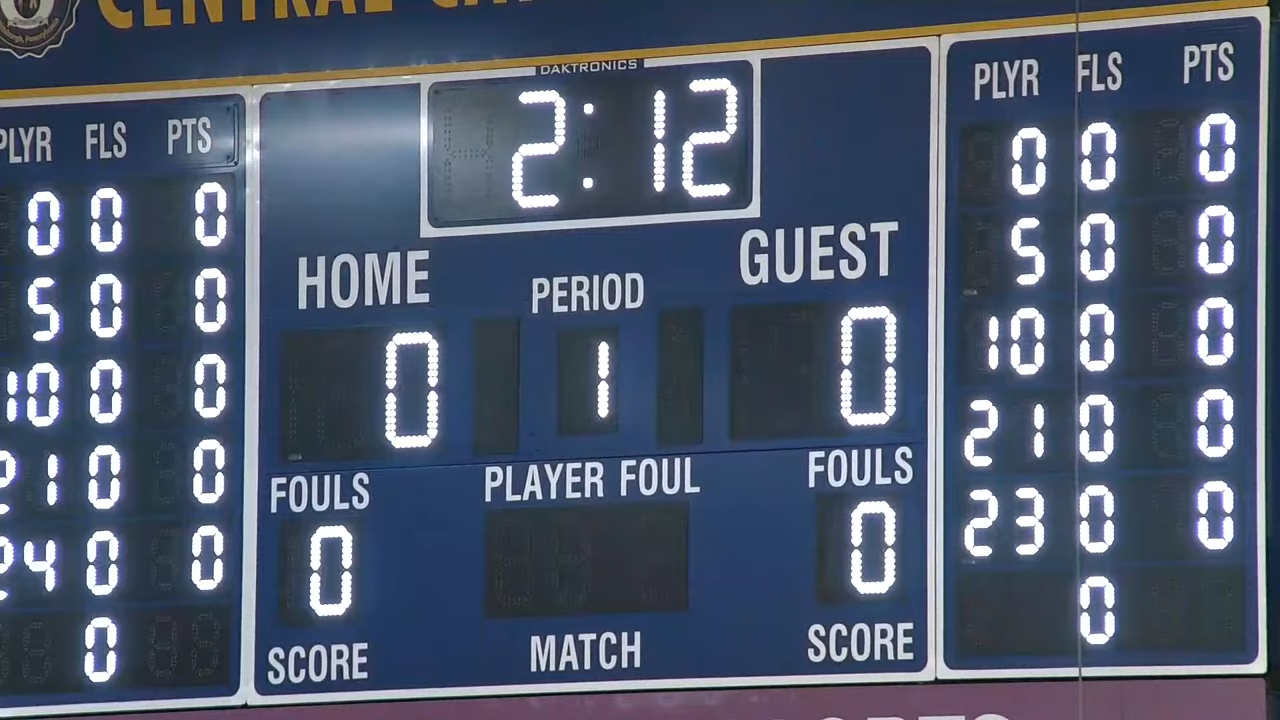 CENTRAL
DAKTRONICS
2:12
PLYR FLS PTS
0 0 0
5 0 0
10 0 0
21 0 0
24 0 0
0
HOME
0
PERIOD
1
GUEST
0
FOULS
0
PLAYER FOUL
FOULS
0
SCORE
MATCH
SCORE
PLYR FLS PTS
0 0 0
5 0 0
10 0 0
21 0 0
23 0 0
0